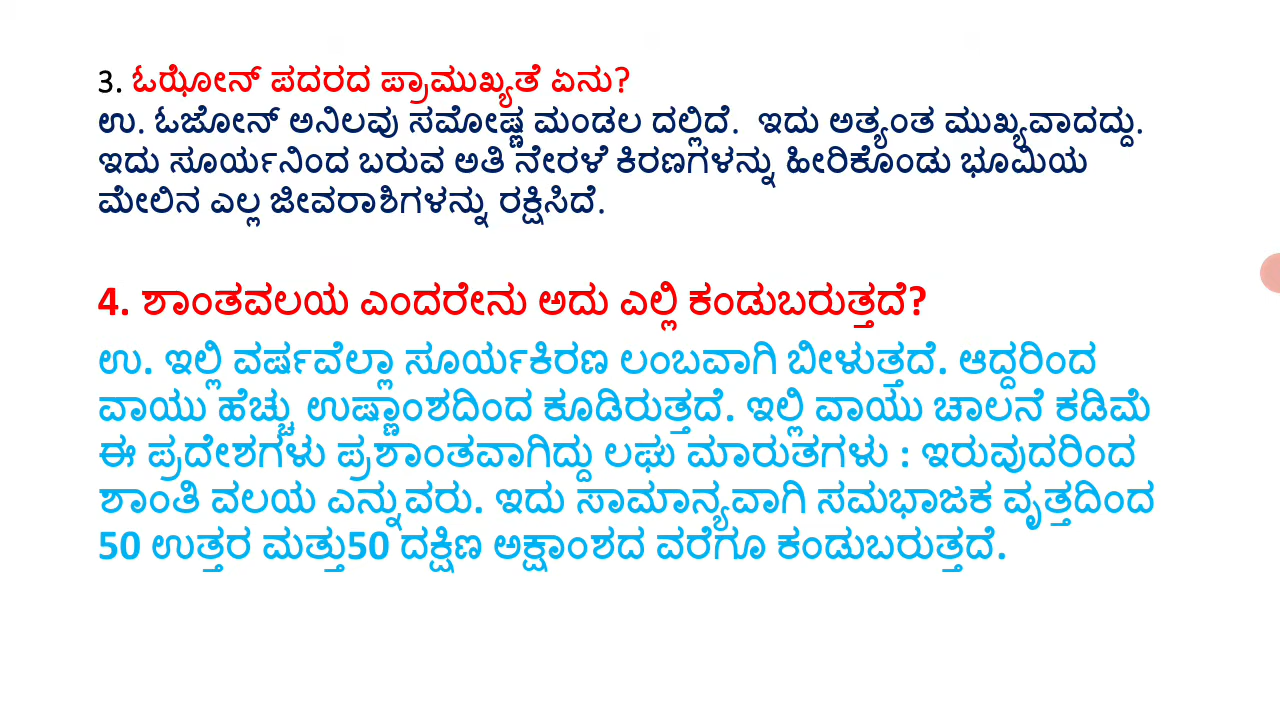 3. ಓಝೋನ್ ಪದರದ ಪ್ರಾಮುಖ್ಯತೆ ಏನು?
ಉ. ಓಜೋನ್ ಅನಿಲವು ಸಮೋಷ್ಣ ಮಂಡಲ ದಲ್ಲಿದೆ. ಇದು ಅತ್ಯಂತ ಮುಖ್ಯವಾದದ್ದು.
ಇದು ಸೂರ್ಯನಿಂದ ಬರುವ ಅತಿ ನೇರಳೆ ಕಿರಣಗಳನ್ನು ಹೀರಿಕೊಂಡು ಭೂಮಿಯ
ಮೇಲಿನ ಎಲ್ಲ ಜೀವರಾಶಿಗಳನ್ನು ರಕ್ಷಿಸಿದೆ.
4. ಶಾಂತವಲಯ ಎಂದರೇನು ಅದು ಎಲ್ಲಿ ಕಂಡುಬರುತ್ತದೆ?
ಉ. ಇಲ್ಲಿ ವರ್ಷವೆಲ್ಲಾ ಸೂರ್ಯಕಿರಣ ಲಂಬವಾಗಿ ಬೀಳುತ್ತದೆ. ಆದ್ದರಿಂದ
ವಾಯು ಹೆಚ್ಚು ಉಷ್ಣಾಂಶದಿಂದ ಕೂಡಿರುತ್ತದೆ. ಇಲ್ಲಿ ವಾಯು ಚಾಲನೆ ಕಡಿಮೆ
ಈ ಪ್ರದೇಶಗಳು ಪ್ರಶಾಂತವಾಗಿದ್ದು ಲಘು ಮಾರುತಗಳು : ಇರುವುದರಿಂದ
ಶಾಂತಿ ವಲಯ ಎನ್ನುವರು. ಇದು ಸಾಮಾನ್ಯವಾಗಿ ಸಮಭಾಜಕ ವೃತ್ತದಿಂದ
50 ಉತ್ತರ ಮತ್ತು50 ದಕ್ಷಿಣ ಅಕ್ಷಾಂಶದ ವರೆಗೂ ಕಂಡುಬರುತ್ತದೆ.